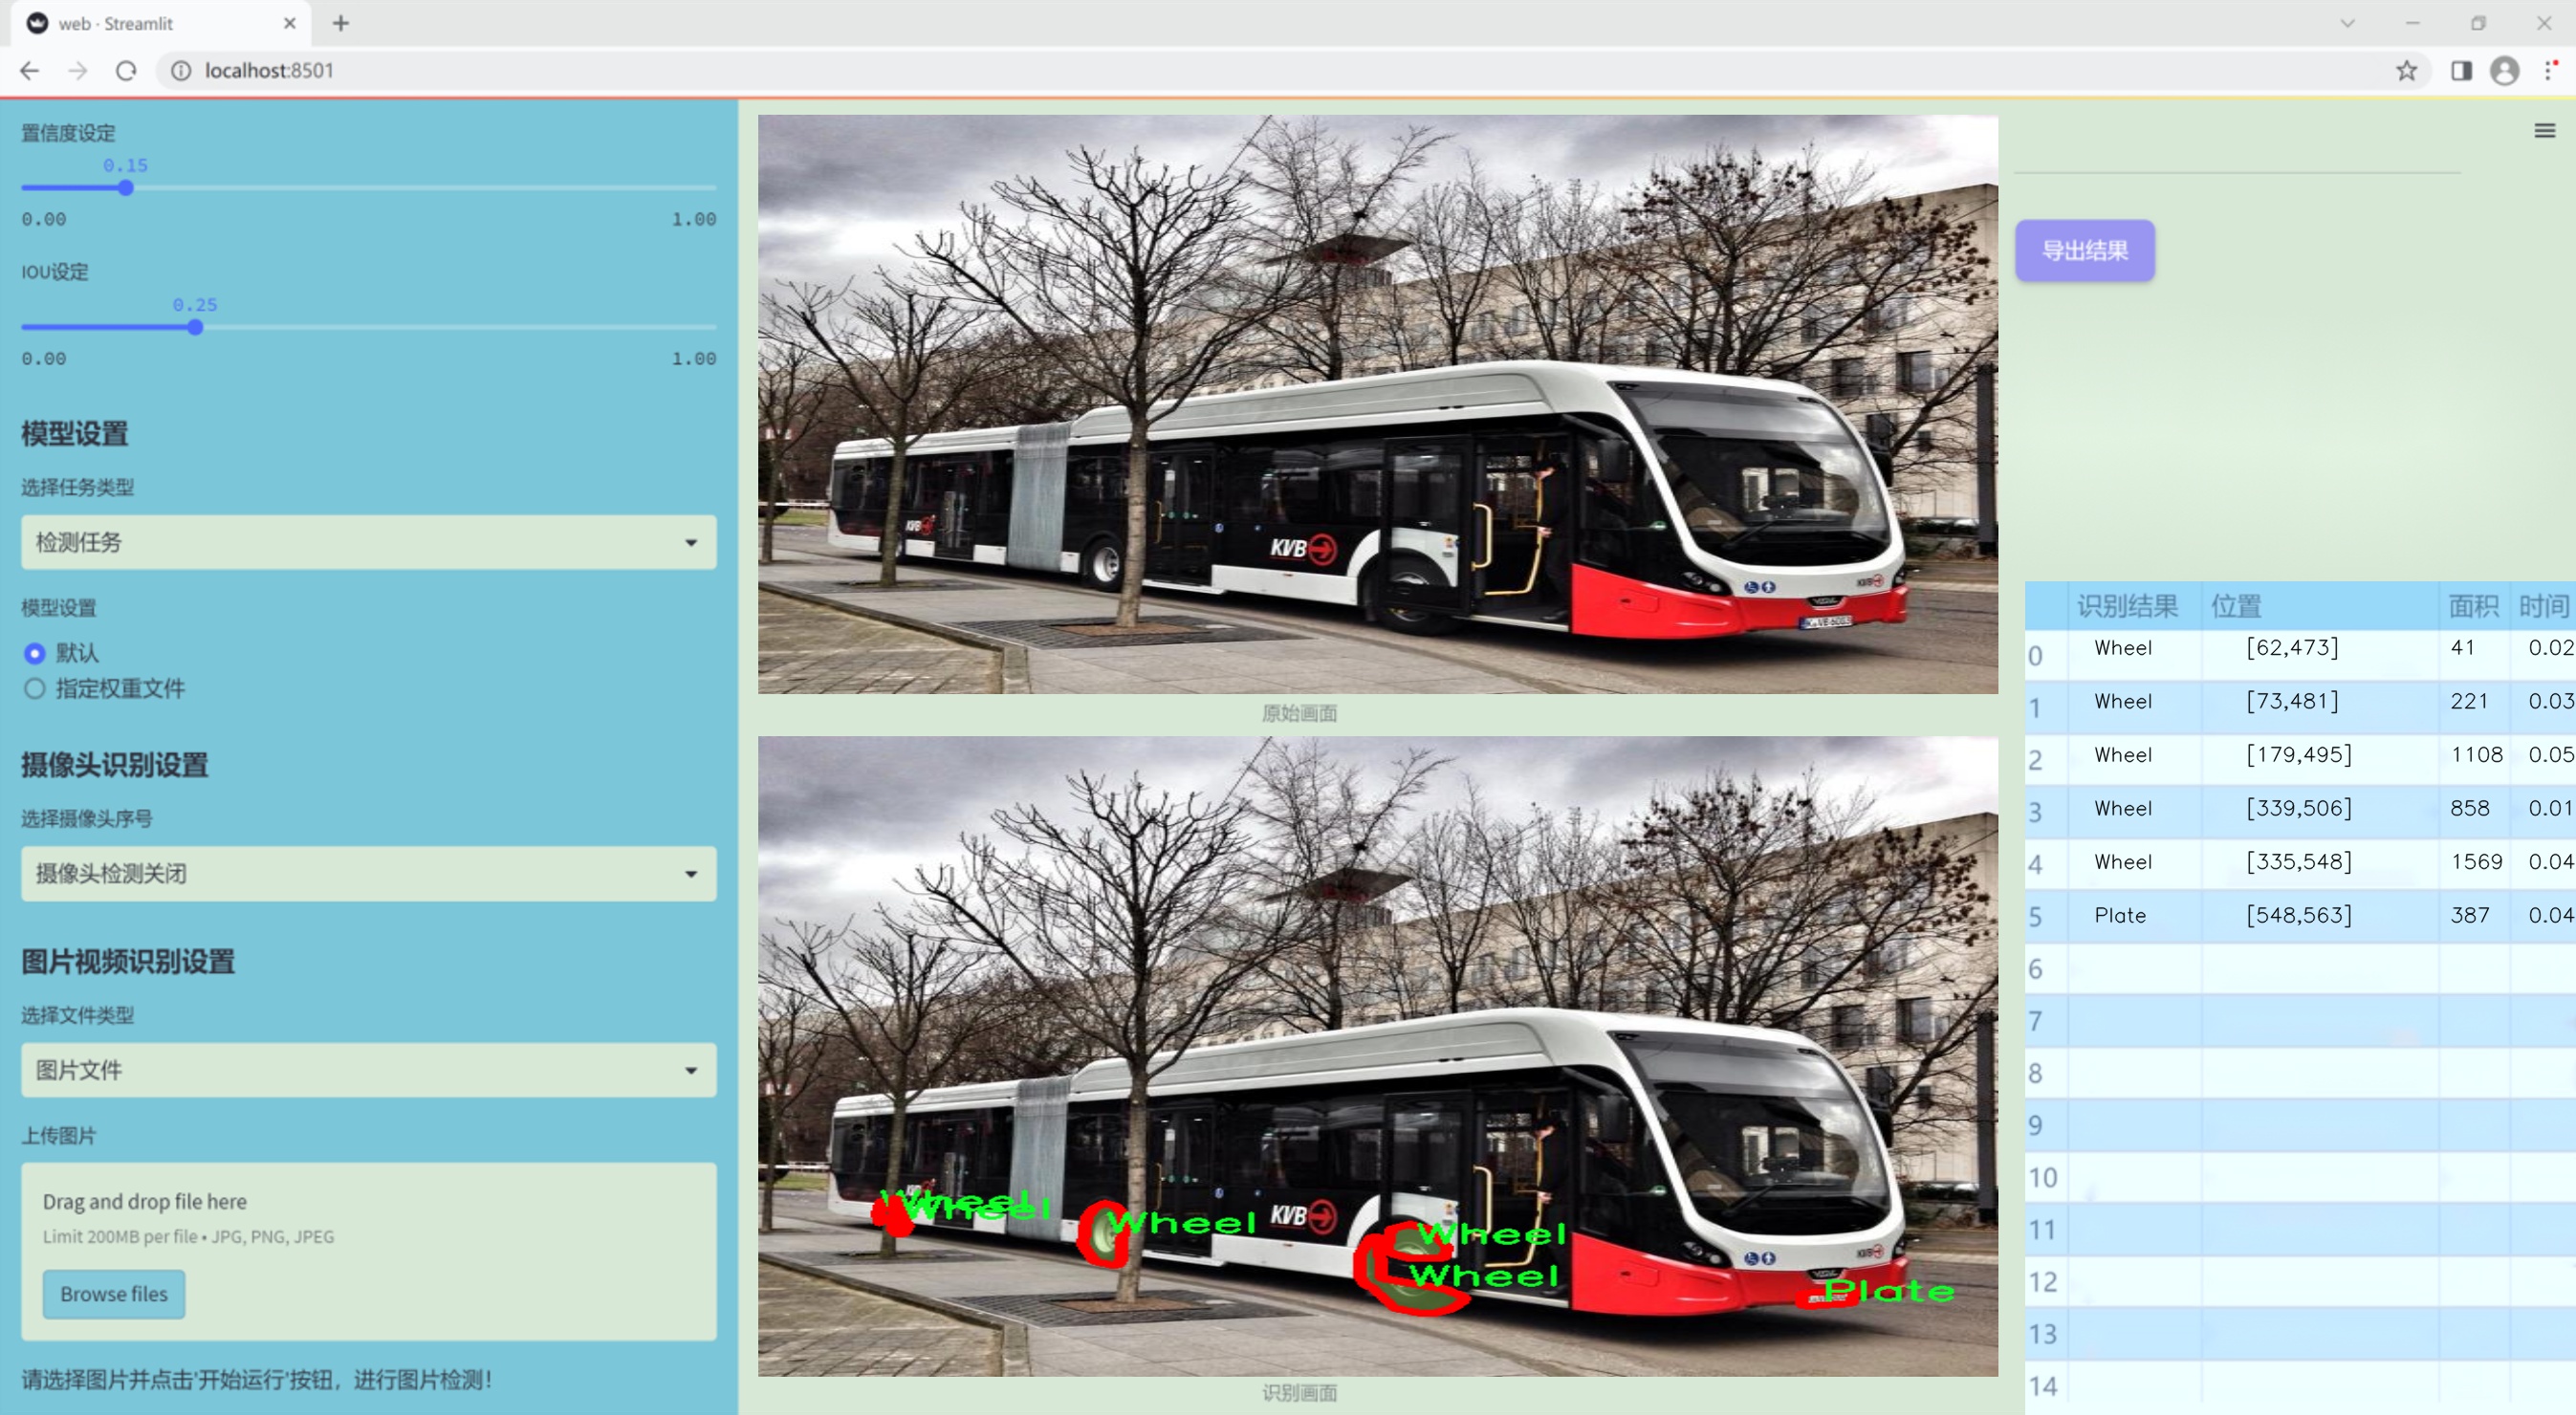 web · Streamlit
localhost:8501
置信度设定
0.15
0.00 1.00
IOU设定
0.25
0.00 1.00
模型设置
选择任务类型
检测任务
模型设置
默认
指定权重文件
摄像头识别设置
选择摄像头序号
摄像头检测关闭
图片视频识别设置
选择文件类型
图片文件
上传图片
Drag and drop file here
Limit 200MB per file • JPG, PNG, JPEG
Browse files
请选择图片并点击'开始运行'按钮，进行图片检测！
KVB
KVB
KVB
原始画面
Wheel
Wheel
Wheel
KVB
Wheel
Wheel
KVB
Plate
识别画面
导出结果
识别结果 位置 面积 时间
0 Wheel [62,473] 41 0.02
1 Wheel [73,481] 221 0.03
2 Wheel [179,495] 1108 0.05
3 Wheel [339,506] 858 0.01
4 Wheel [335,548] 1569 0.04
5 Plate [548,563] 387 0.04
6
7
8
9
10
11
12
13
14